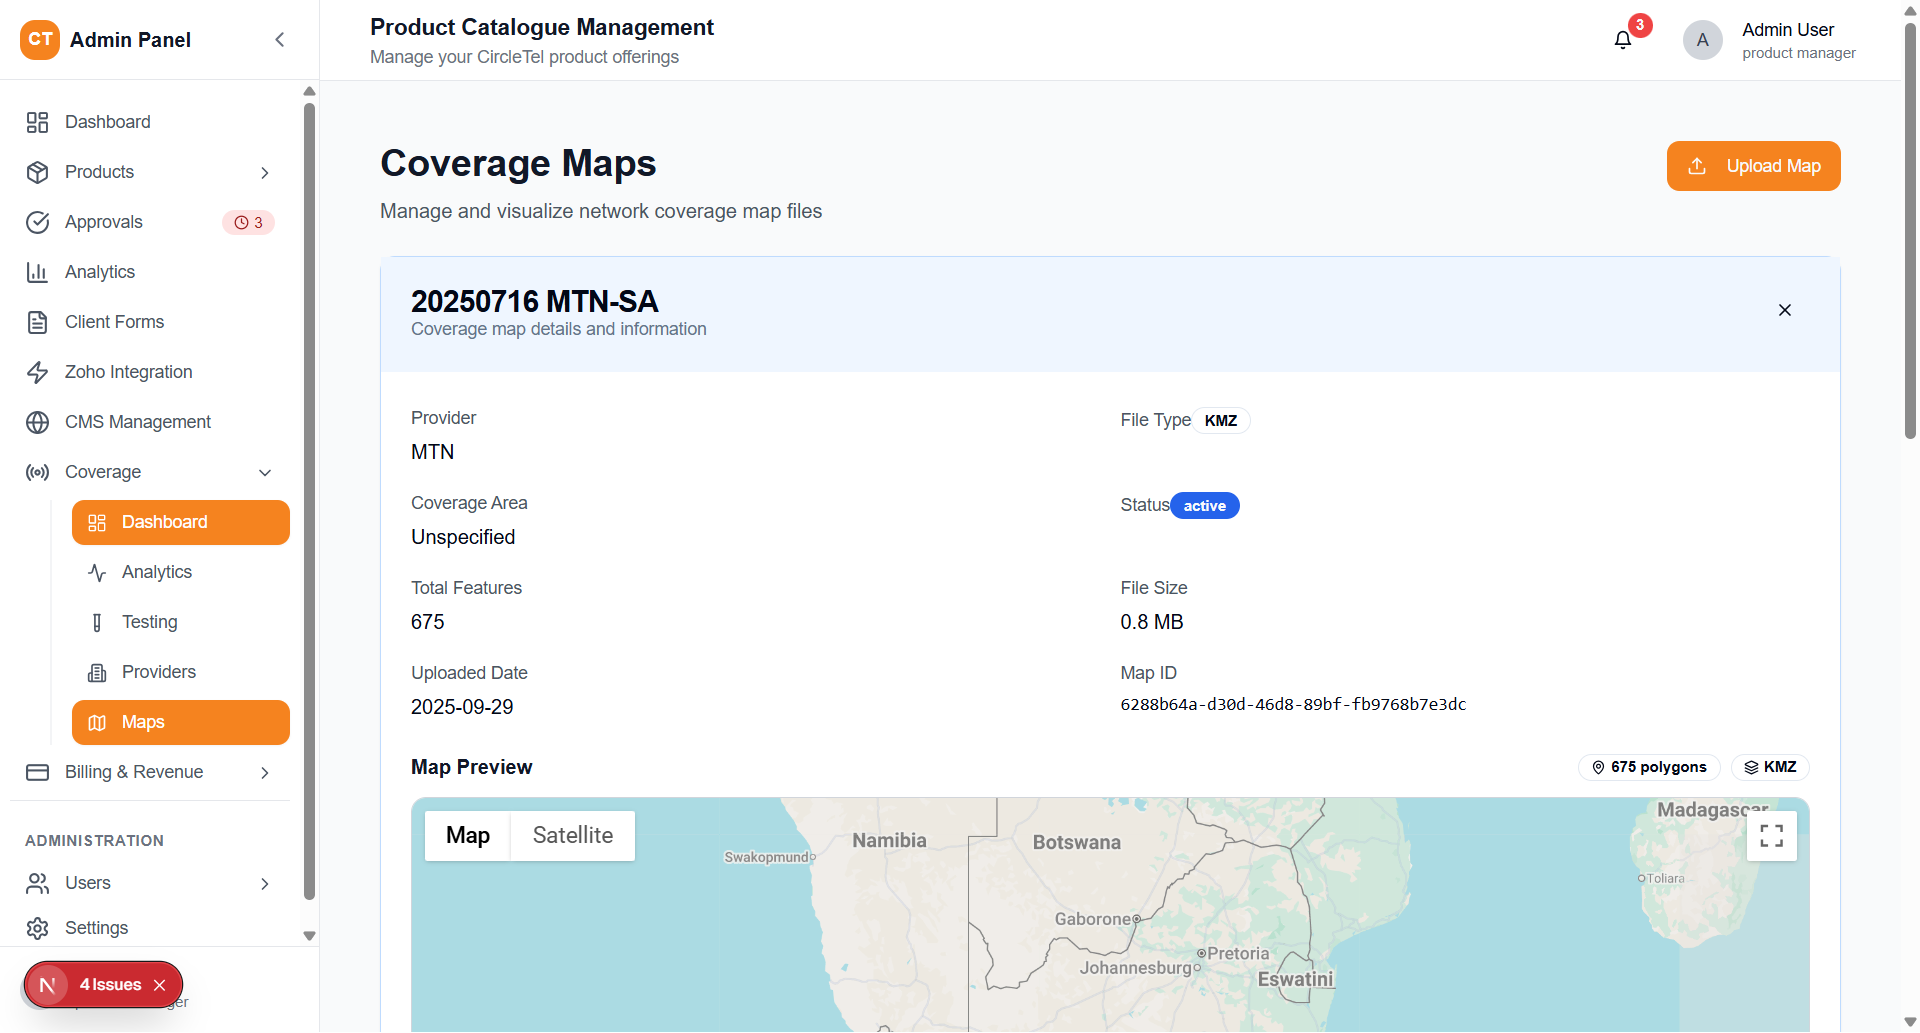 CT Admin Panel
Product Catalogue Management
Manage your CircleTel product offerings
3
A
Admin User
product manager
Dashboard
Products
Approvals 3
Analytics
Client Forms
Zoho Integration
CMS Management
Coverage
Dashboard
Analytics
Testing
Providers
Maps
Billing & Revenue
ADMINISTRATION
Users
Settings
N 4 Issues
Coverage Maps
Manage and visualize network coverage map files
Upload Map
20250716 MTN-SA
Coverage map details and information
Provider
MTN
File Type KMZ
Coverage Area
Unspecified
Status active
Total Features
675
File Size
0.8 MB
Uploaded Date
2025-09-29
Map ID
6288b64a-d30d-46d8-89bf-fb9768b7e3dc
Map Preview
675 polygons
KMZ
Map Satellite
Swakopmund
Namibia
Botswana
Madagascar
Toliara
Gaborone
Pretoria
Johannesburg
Eswatini